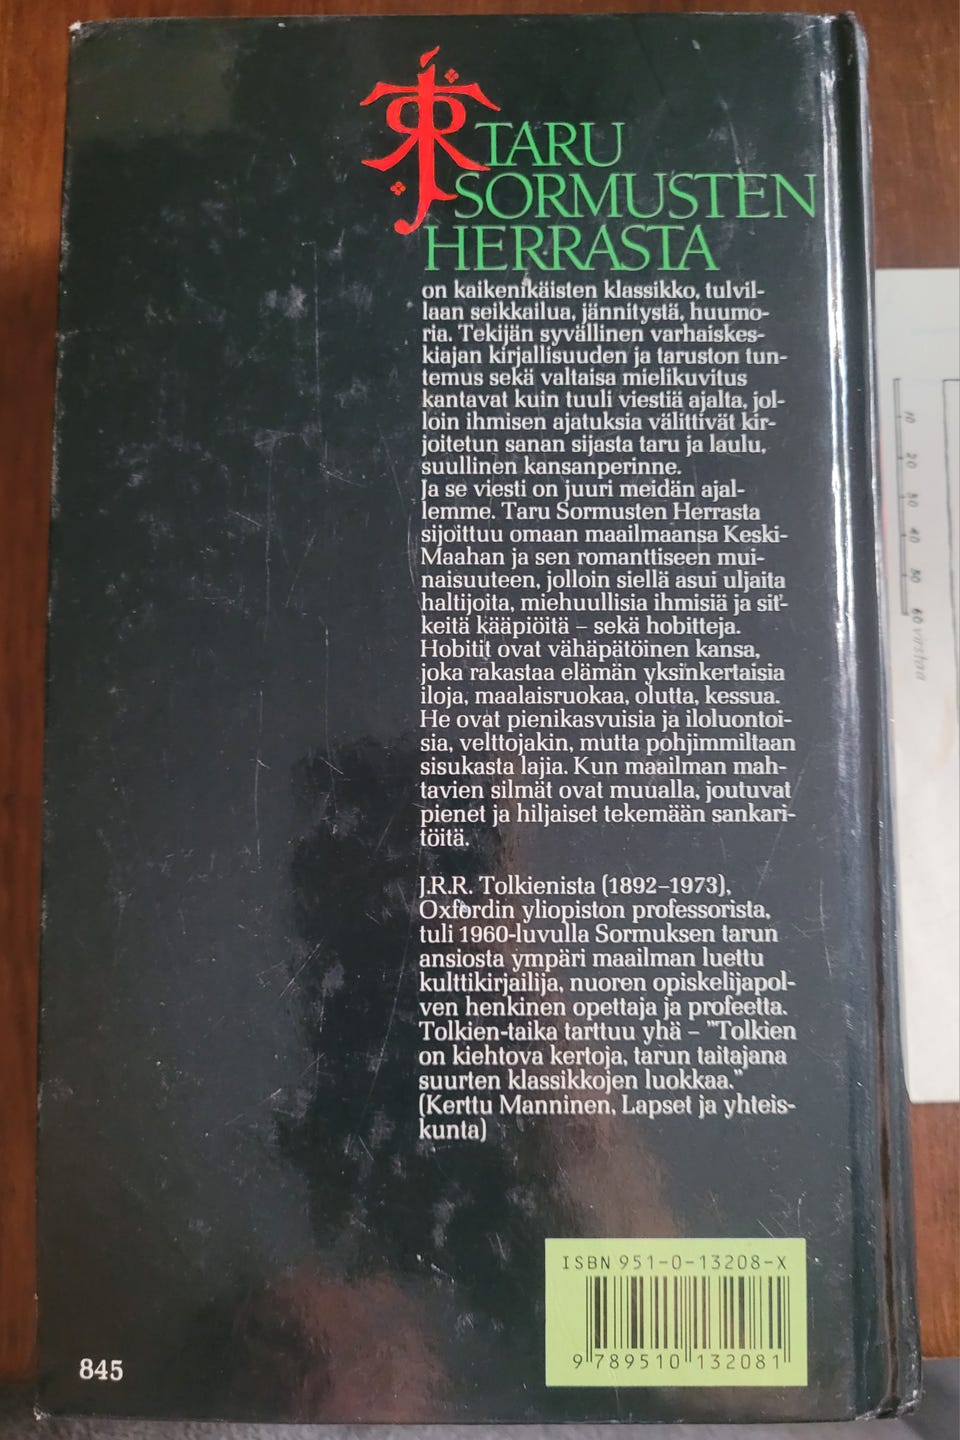 TARU
SORMUSTEN
HERRASTA
on kaikenikäisten klassikko, tulvil-
laan seikkailua, jännitystä, huumo-
ria. Tekijän syvällinen varhaiskes-
kiajan kirjallisuuden ja taruston tun-
temus sekä valtaisa mielikuvitus
kantavat kuin tuuli viestiä ajalta, jol-
loin ihmisen ajatuksia välittivät kir-
joitetun sanan sijasta taru ja laulu,
suullinen kansanperinne.
Ja se viesti on juuri meidän ajal-
lemme. Taru Sormusten Herrasta
sijoittuu omaan maailmaansa Keski-
Maahan ja sen romanttiseen mui-
naisuuteen, jolloin siellä asui uljaita
haltijoita, miehuullisia ihmisiä ja sit-
keitä kääpiöitä – sekä hobitteja.
Hobitit ovat vähäpätöinen kansa,
joka rakastaa elämän yksinkertaisia
iloja, maalaisruokaa, olutta, kessua.
He ovat pienikasvuisia ja iloluontoi-
sia, velttojakin, mutta pohjimmiltaan
sisukasta lajia. Kun maailman mah-
tavien silmät ovat muualla, joutuvat
pienet ja hiljaiset tekemään sankari-
töitä.
J.R.R. Tolkienista (1892–1973),
Oxfordin yliopiston professorista,
tuli 1960-luvulla Sormuksen tarun
ansiosta ympäri maailman luettu
kulttikirjailija, nuoren opiskelijapol-
ven henkinen opettaja ja profeetta.
Tolkien-taika tarttuu yhä – "Tolkien
on kiehtova kertoja, tarun taitajana
suurten klassikkojen luokkaa."
(Kerttu Manninen, Lapset ja yhteis-
kunta)
ISBN 951-0-13208-X
9 789510 132081
845
10
20
30
40
50
60 virstaa